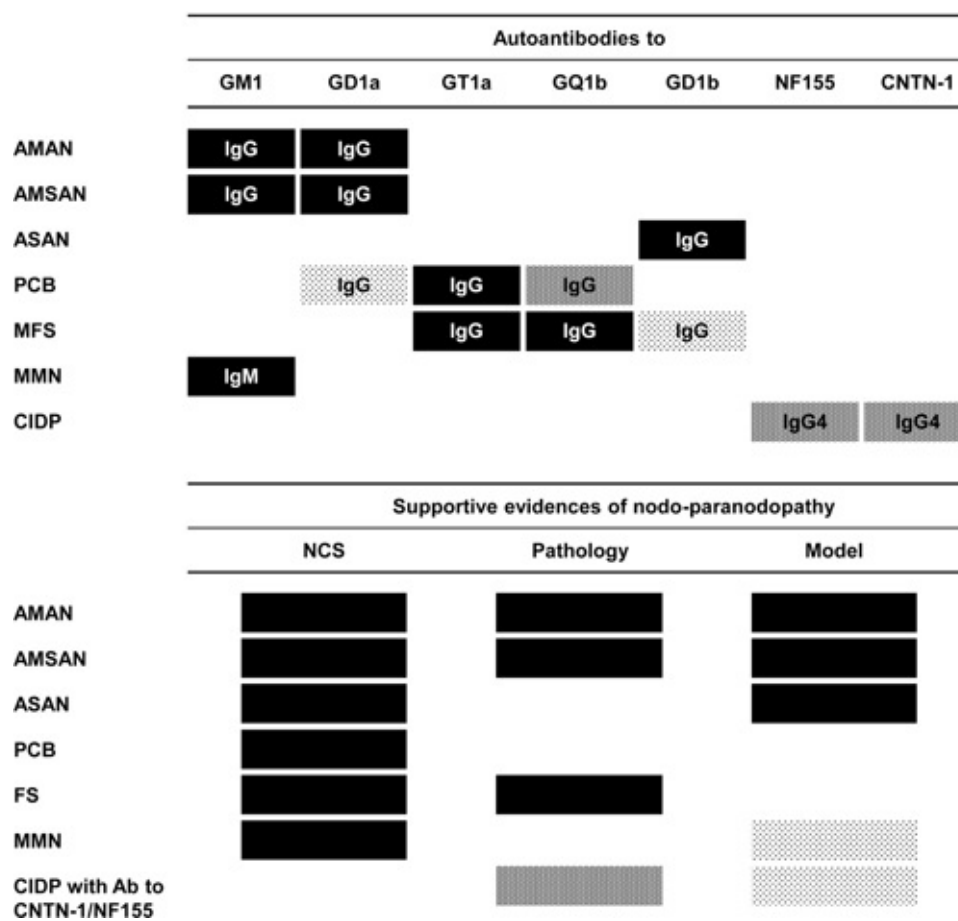 Autoantibodies to
GM1 GD1a GT1a GQ1b GD1b NF155 CNTN-1
AMAN IgG IgG
AMSAN IgG IgG
ASAN IgG
PCB IgG IgG IgG
MFS IgG IgG IgG
MMN IgM
CIDP IgG4 IgG4
Supportive evidences of nodo-paranodopathy
NCS Pathology Model
AMAN
AMSAN
ASAN
PCB
FS
MMN
CIDP with Ab to
CNTN-1/NF155